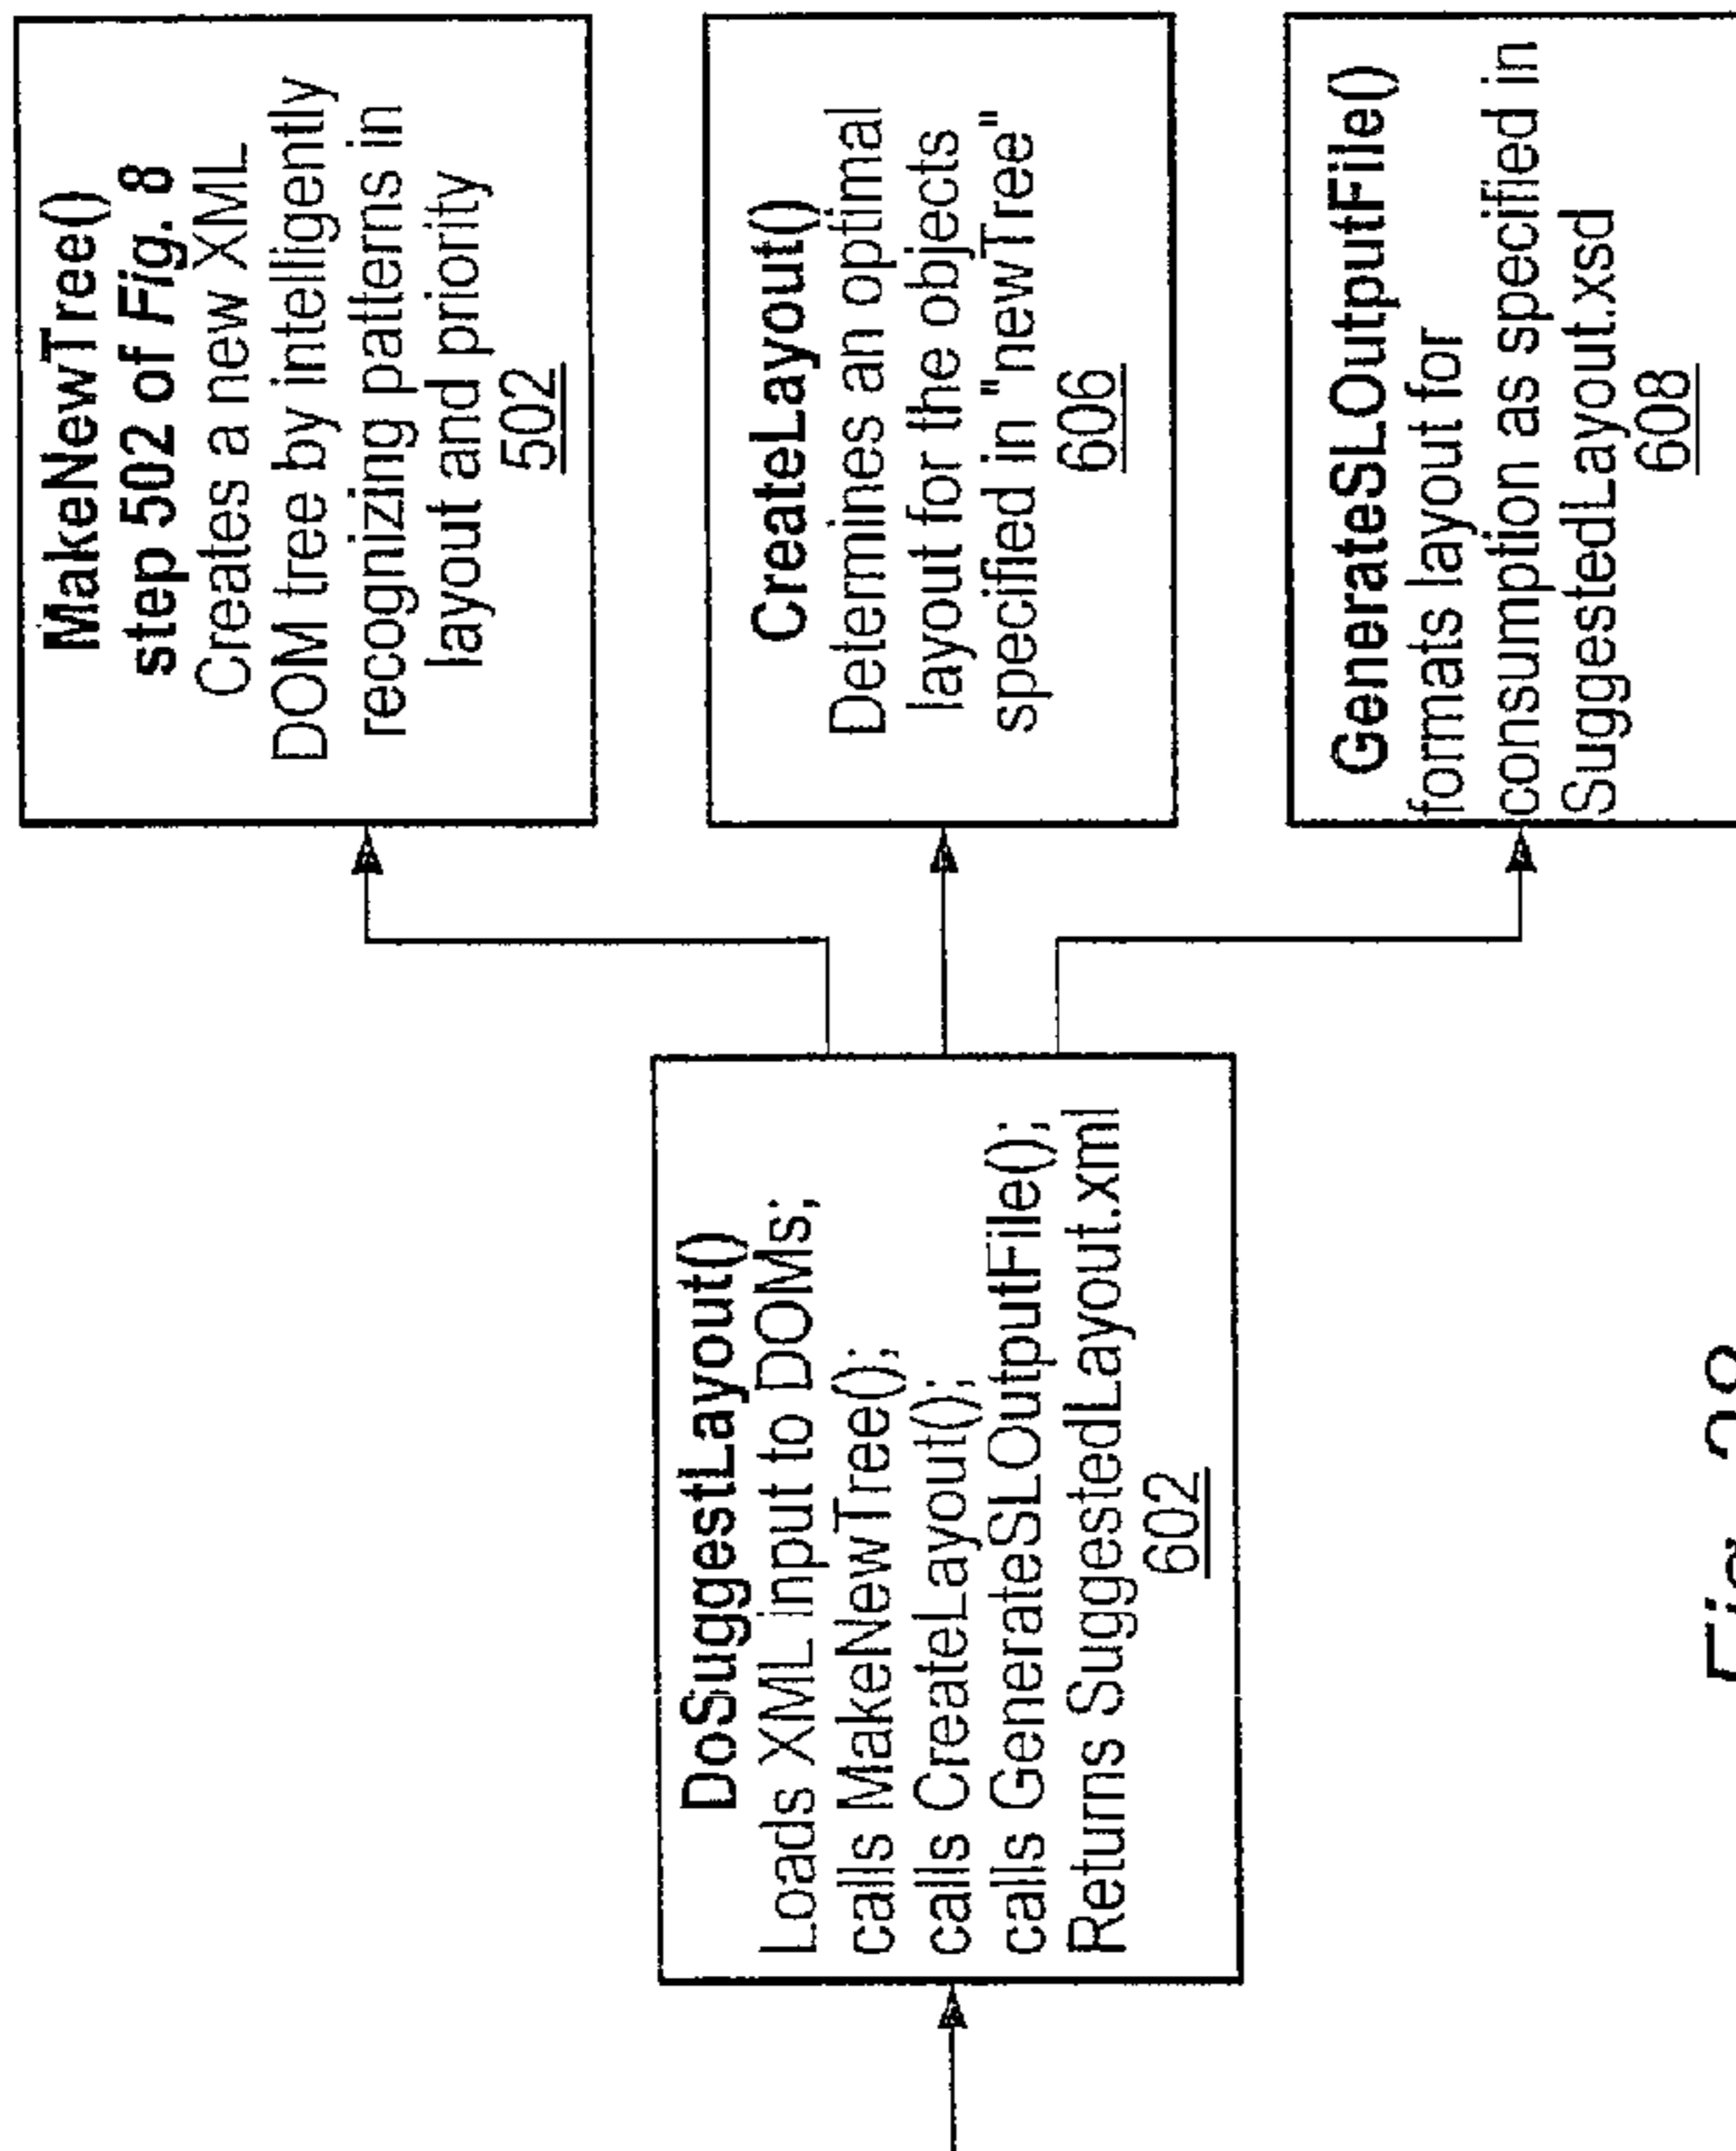 MakeNewTree()
step 502 of Fig. 8
Creates a new XML
DOM tree by intelligently
recognizing patterns in
layout and priority
502
DoSuggestLayout()
Loads XML input to DOMs;
calls MakeNewTree();
calls CreateLayout();
calls GenerateSLOutputFile();
Returns SuggestedLayout.xml
602
CreateLayout()
Determines an optimal
layout for the objects
specified in "newTree"
606
GenerateSLOutputFile()
formats layout for
consumption as specified in
SuggestedLayout.xsd
608
Fig.